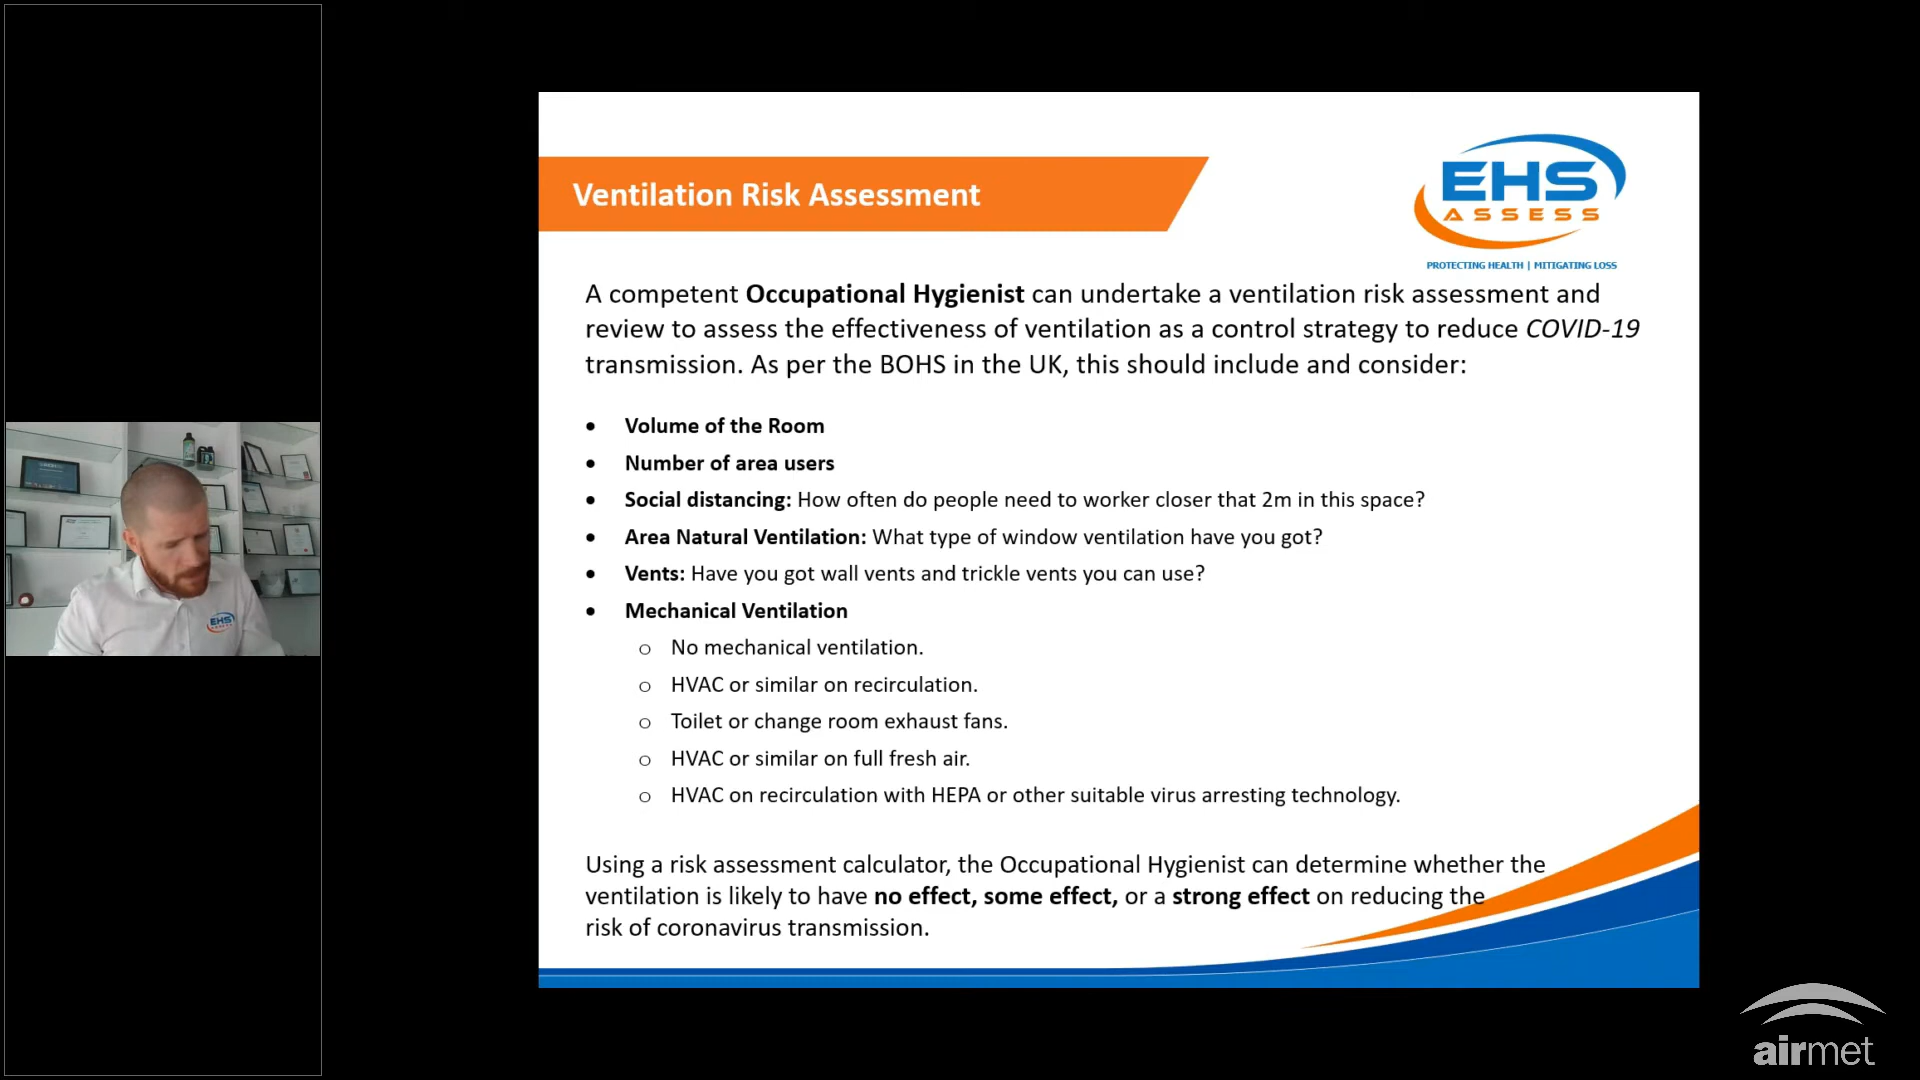 Ventilation Risk Assessment
EHS
ASSESS
PROTECTING HEALTH | MITIGATING LOSS
A competent Occupational Hygienist can undertake a ventilation risk assessment and
review to assess the effectiveness of ventilation as a control strategy to reduce COVID-19
transmission. As per the BOHS in the UK, this should include and consider:
• Volume of the Room
• Number of area users
• Social distancing: How often do people need to worker closer that 2m in this space?
• Area Natural Ventilation: What type of window ventilation have you got?
• Vents: Have you got wall vents and trickle vents you can use?
• Mechanical Ventilation
o No mechanical ventilation.
o HVAC or similar on recirculation.
o Toilet or change room exhaust fans.
o HVAC or similar on full fresh air.
o HVAC on recirculation with HEPA or other suitable virus arresting technology.
Using a risk assessment calculator, the Occupational Hygienist can determine whether the
ventilation is likely to have no effect, some effect, or a strong effect on reducing the
risk of coronavirus transmission.
EHS
ASSESS
airmet